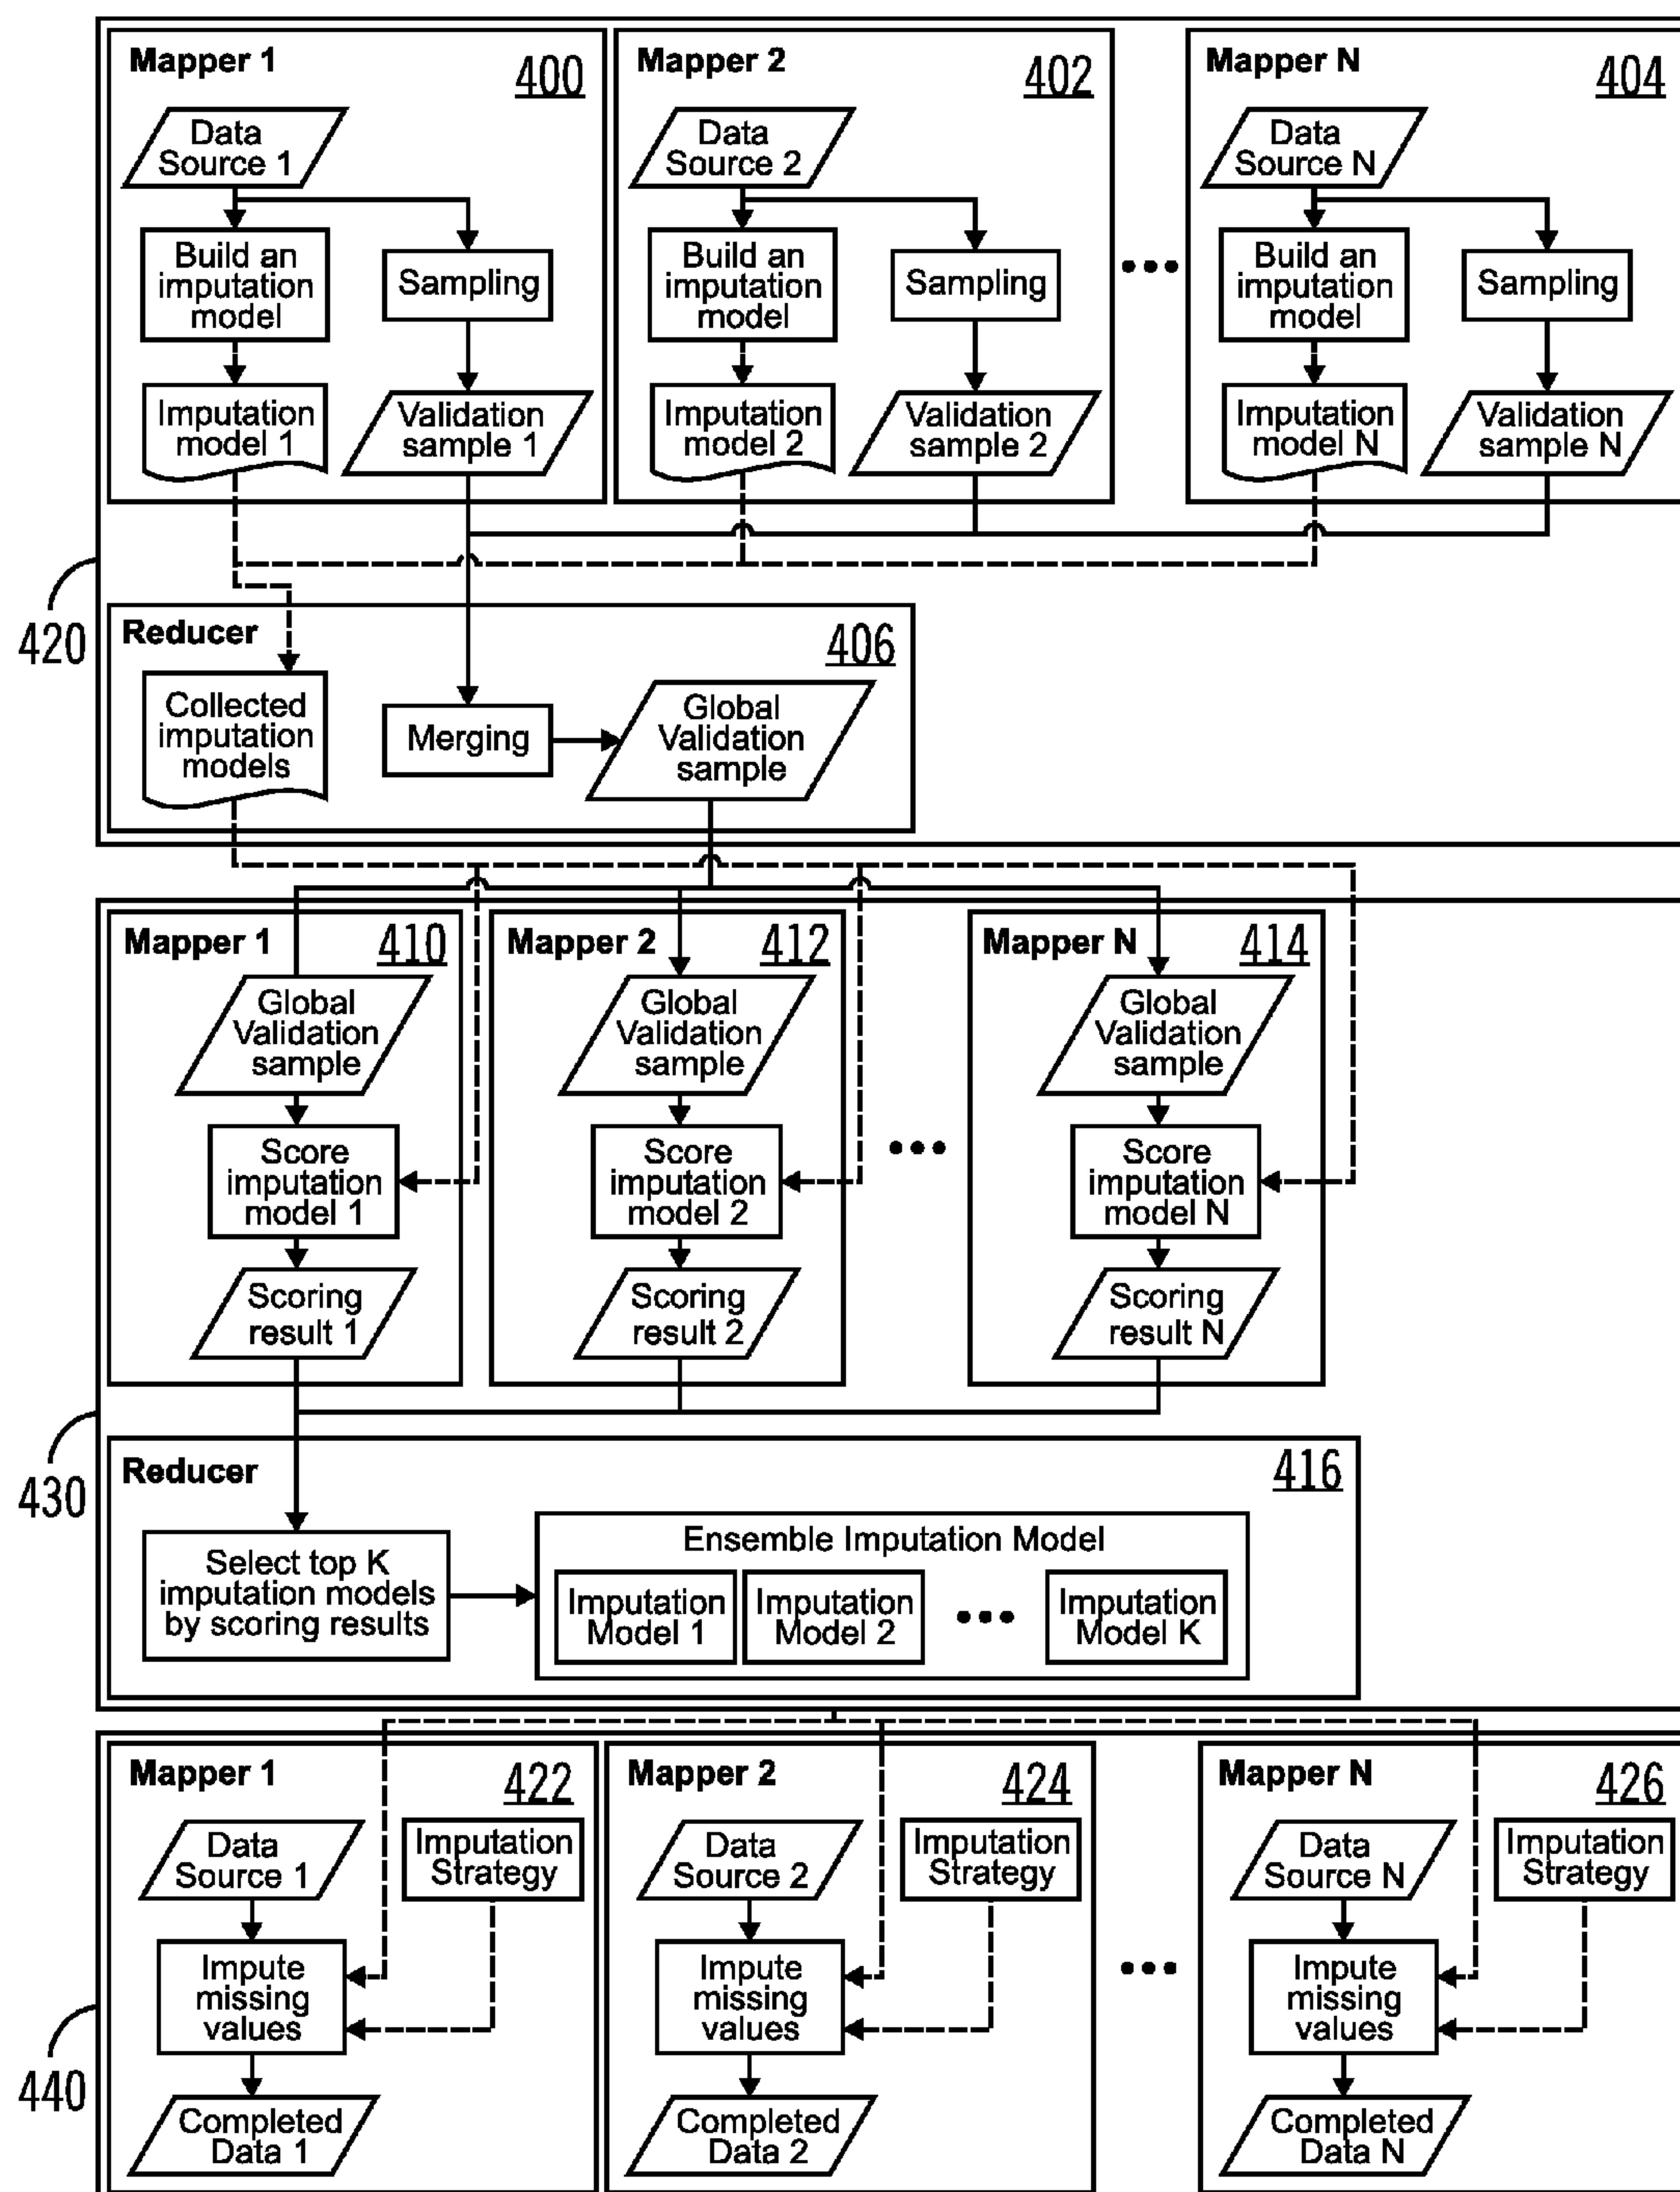 Mapper 1
400
Data
Source 1
Build an
imputation
model
Sampling
Imputation
model 1
Validation
sample 1
Mapper 2
402
Data
Source 2
Build an
imputation
model
Sampling
Imputation
model 2
Validation
sample 2
Mapper N
404
Data
Source N
Build an
imputation
model
Sampling
Imputation
model N
Validation
sample N
420
Reducer
406
Collected
imputation
models
Merging
Global
Validation
sample
Mapper 1
410
Global
Validation
sample
Score
imputation
model 1
Scoring
result 1
Mapper 2
412
Global
Validation
sample
Score
imputation
model 2
Scoring
result 2
Mapper N
414
Global
Validation
sample
Score
imputation
model N
Scoring
result N
430
Reducer
416
Select top K
imputation models
by scoring results
Ensemble Imputation Model
Imputation
Model 1
Imputation
Model 2
Imputation
Model K
Mapper 1
422
Data
Source 1
Imputation
Strategy
Impute
missing
values
Completed
Data 1
Mapper 2
424
Data
Source 2
Imputation
Strategy
Impute
missing
values
Completed
Data 2
Mapper N
426
Data
Source N
Imputation
Strategy
Impute
missing
values
Completed
Data N
440